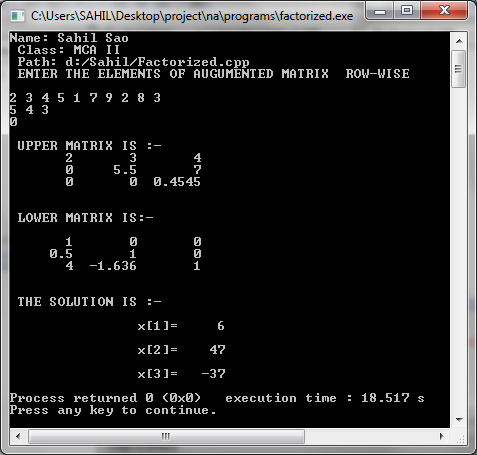 C:\Users\SAHIL\Desktop\project\na\programs\factorized.exe
Name: Sahil Sao
Class: MCA II
Path: d:/Sahil/Factorized.cpp
ENTER THE ELEMENTS OF AUGUMENTED MATRIX  ROW-WISE
2 3 4 5 1 7 9 2 8 3
5 4 3
0
UPPER MATRIX IS :-
2 3 4
0 5.5 7
0 0 0.4545
LOWER MATRIX IS:-
1 0 0
0.5 1 0
4 -1.636 1
THE SOLUTION IS :-
x[1]= 6
x[2]= 47
x[3]= -37
Process returned 0 (0x0)   execution time : 18.517 s
Press any key to continue.